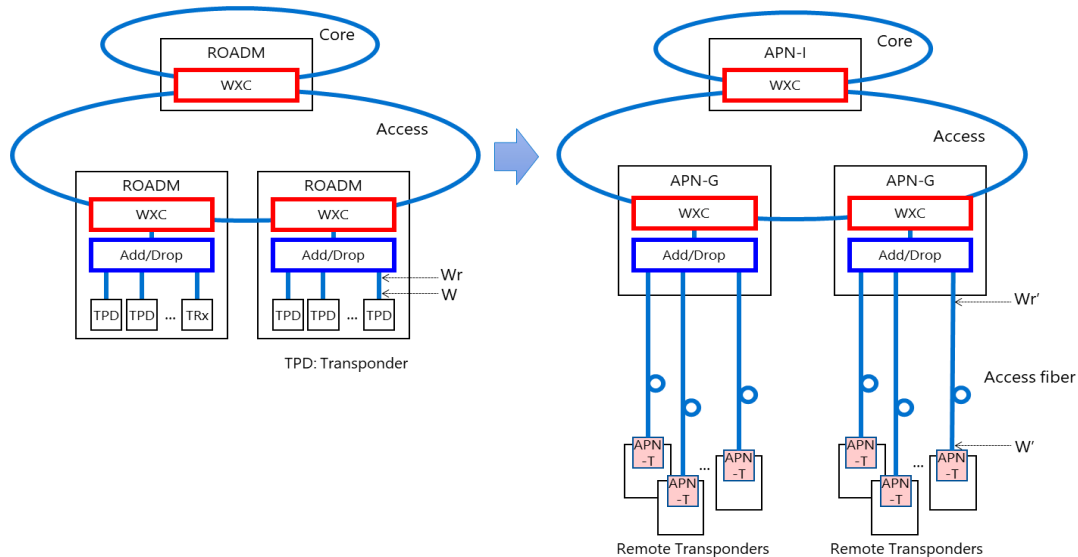 Core
ROADM
WXC
Access
ROADM
WXC
Add/Drop
TPD
TPD
...
TRx
ROADM
WXC
Add/Drop
Wr
W
TPD
TPD
...
TPD
TPD: Transponder
Core
APN-I
WXC
Access
APN-G
WXC
Add/Drop
APN-G
WXC
Add/Drop
Wr'
Access fiber
W'
APN
-T
APN
-T
...
APN
-T
Remote Transponders
APN
-T
APN
-T
...
APN
-T
Remote Transponders